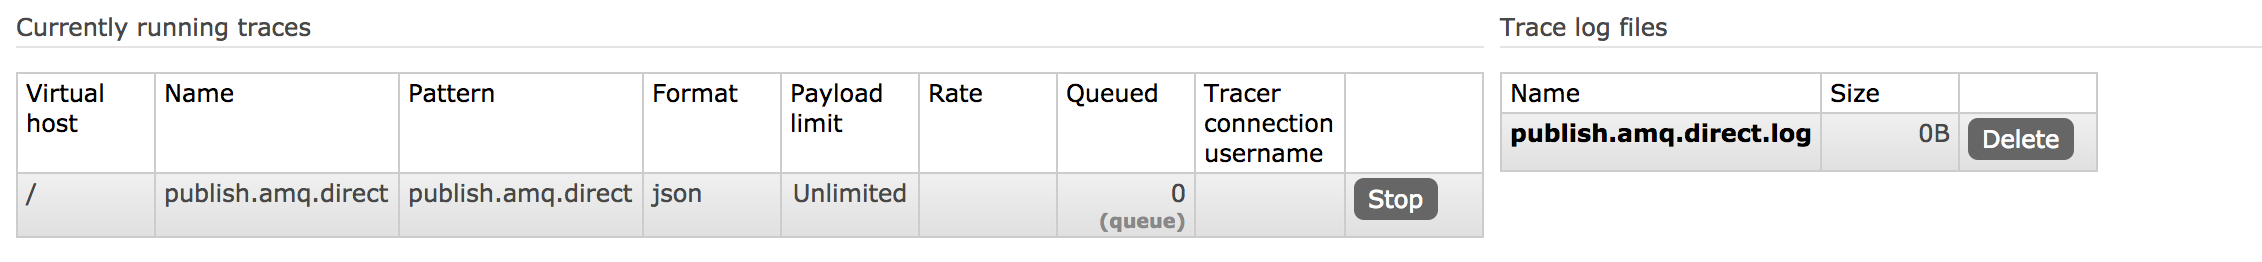 Currently running traces
Virtual host
Name
Pattern
Format
Payload limit
Rate
Queued
Tracer connection username
/
publish.amq.direct
publish.amq.direct
json
Unlimited
0
(queue)
Stop
Trace log files
Name
Size
publish.amq.direct.log
0B
Delete